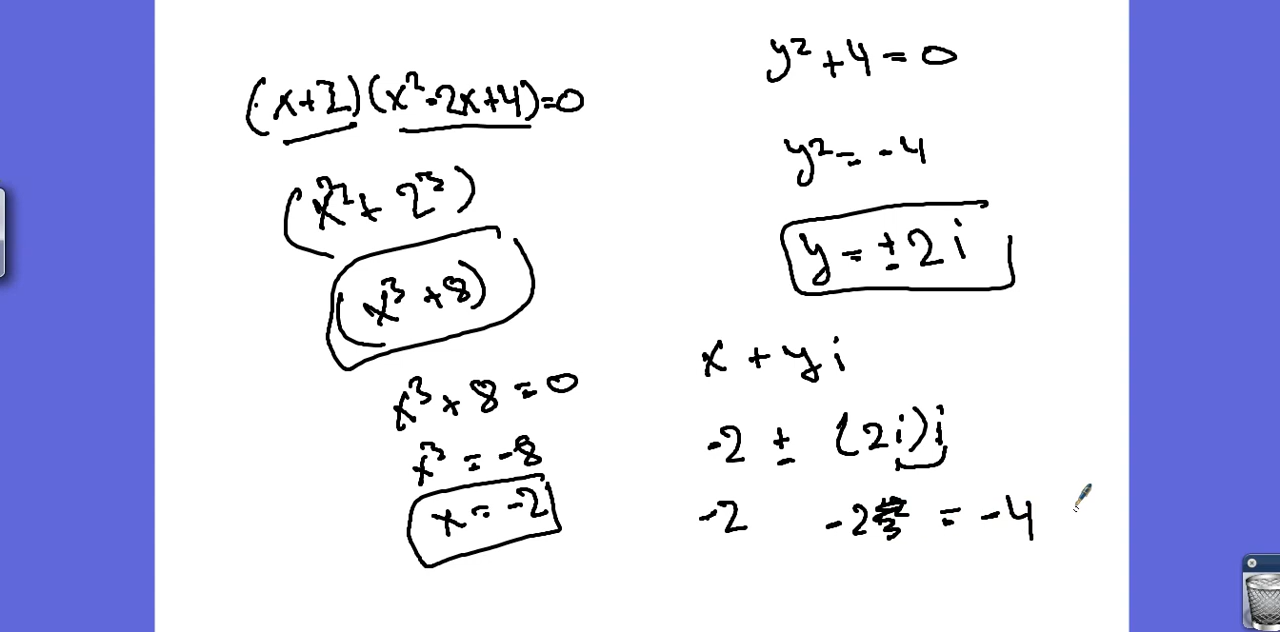 (x+2)(x²-2x+4)=0
(x²+2³)
(x³+8)
x³+8=0
x³=-8
x=-2
y²+4=0
y²=-4
y=±2i
x+yi
-2 ± (2i)i
-2 -2 = -4